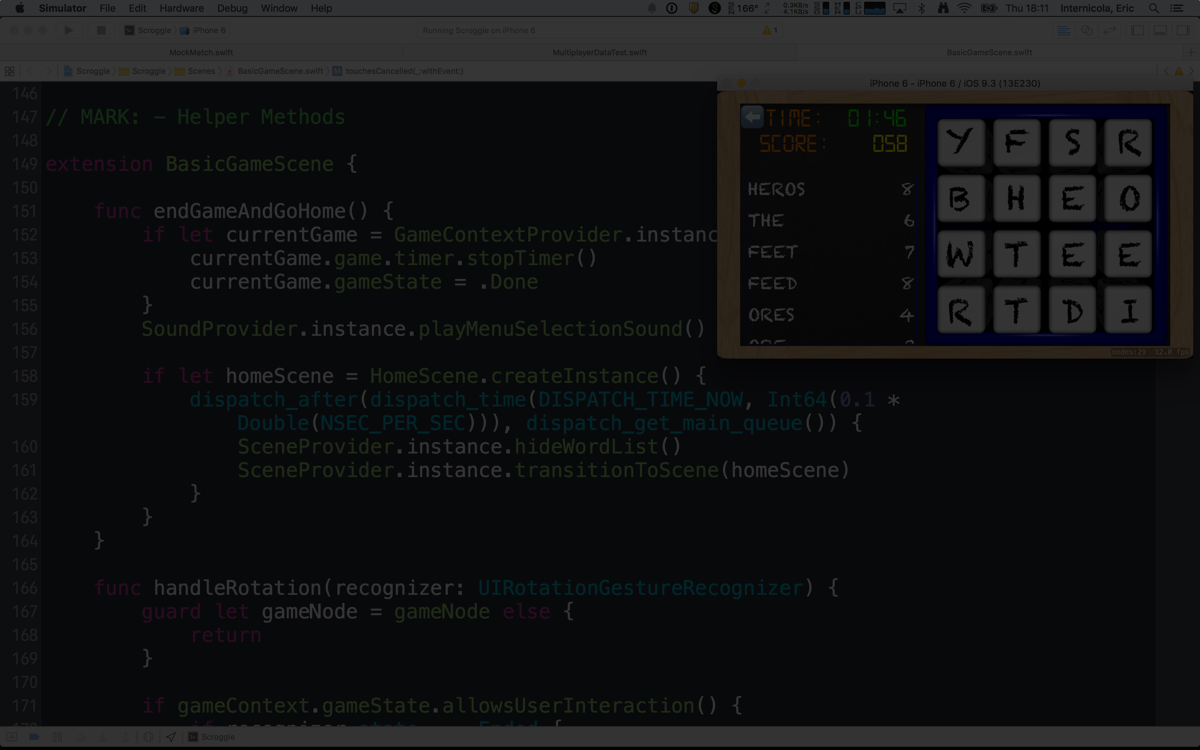 Simulator File Edit Hardware Debug Window Help 166° 0.3KB/s 4.1KB/s Thu 18:11 Internicola, Eric
Scroggle iPhone 6 Running Scroggle on iPhone 6 1
MockMatch.swift MultiplayerDataTest.swift BasicGameScene.swift
Scroggle Scroggle Scenes BasicGameScene.swift touchesCancelled(_:withEvent:)
146
147 // MARK: - Helper Methods
148
149 extension BasicGameScene {
150
151 func endGameAndGoHome() {
152 if let currentGame = GameContextProvider.instanc
153 currentGame.game.timer.stopTimer()
154 currentGame.gameState = .Done
155 }
156 SoundProvider.instance.playMenuSelectionSound()
157
158 if let homeScene = HomeScene.createInstance() {
159 dispatch_after(dispatch_time(DISPATCH_TIME_NOW, Int64(0.1 *
Double(NSEC_PER_SEC))), dispatch_get_main_queue()) {
160 SceneProvider.instance.hideWordList()
161 SceneProvider.instance.transitionToScene(homeScene)
162 }
163 }
164 }
165
166 func handleRotation(recognizer: UIRotationGestureRecognizer) {
167 guard let gameNode = gameNode else {
168 return
169 }
170
171 if gameContext.gameState.allowsUserInteraction() {
iPhone 6 - iPhone 6 / iOS 9.3 (13E230)
TIME: 01:46
SCORE: 058
HEROS 8
THE 6
FEET 7
FEED 8
ORES 4
Y F S R
B H E O
W T E E
R T D I
Scroggle